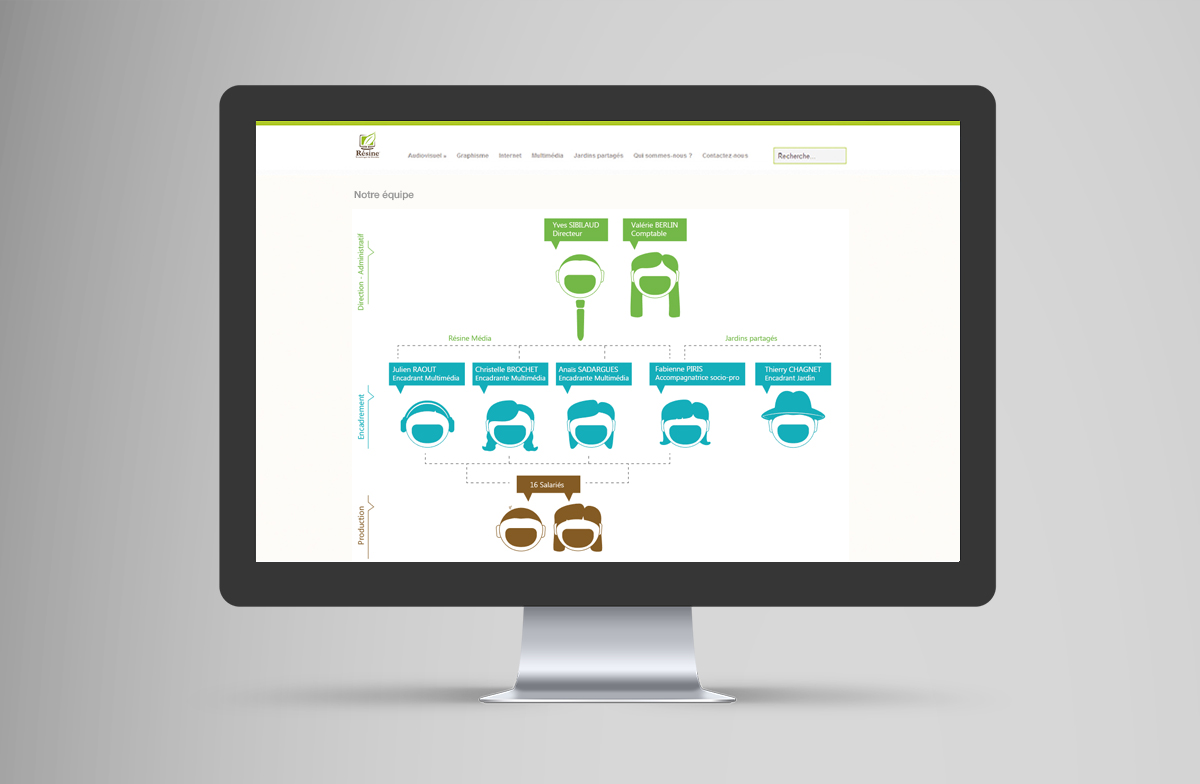 Résine
Audiovisuel
Graphisme
Internet
Multimédia
Jardins partagés
Qui sommes-nous ?
Contactez-nous
Recherche...
Notre équipe
Direction - Administratif
Yves SIBILAUD
Directeur
Valérie BERLIN
Comptable
Résine Média
Jardins partagés
Encadrement
Julien RAOUT
Encadrant Multimédia
Christelle BROCHET
Encadrante Multimédia
Anaïs SADARGUES
Encadrante Multimédia
Fabienne PIRIS
Accompagnatrice socio-pro
Thierry CHAGNET
Encadrant Jardin
Production
16 Salariés